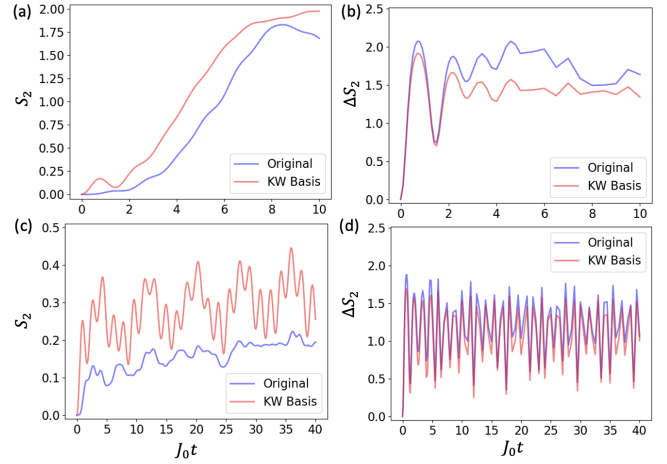 (a)
2.00
1.75
1.50
1.25
1.00
0.75
0.50
0.25
0.00
S₂
0 2 4 6 8 10
Original
KW Basis
(b)
2.5
2.0
1.5
1.0
0.5
0.0
ΔS₂
0 2 4 6 8 10
Original
KW Basis
(c)
0.5
0.4
0.3
0.2
0.1
0.0
S₂
0 5 10 15 20 25 30 35 40
J₀t
Original
KW Basis
(d)
2.5
2.0
1.5
1.0
0.5
0.0
ΔS₂
0 5 10 15 20 25 30 35 40
J₀t
Original
KW Basis